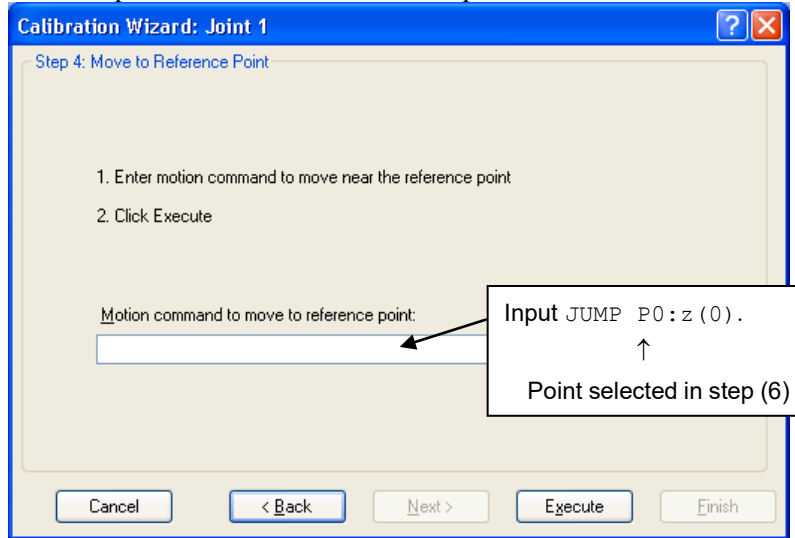 Calibration Wizard: Joint 1
Step 4: Move to Reference Point
1. Enter motion command to move near the reference point
2. Click Execute
Motion command to move to reference point:
Input JUMP P0:z(0).
↑
Point selected in step (6)
Cancel
< Back
Next >
Execute
Finish